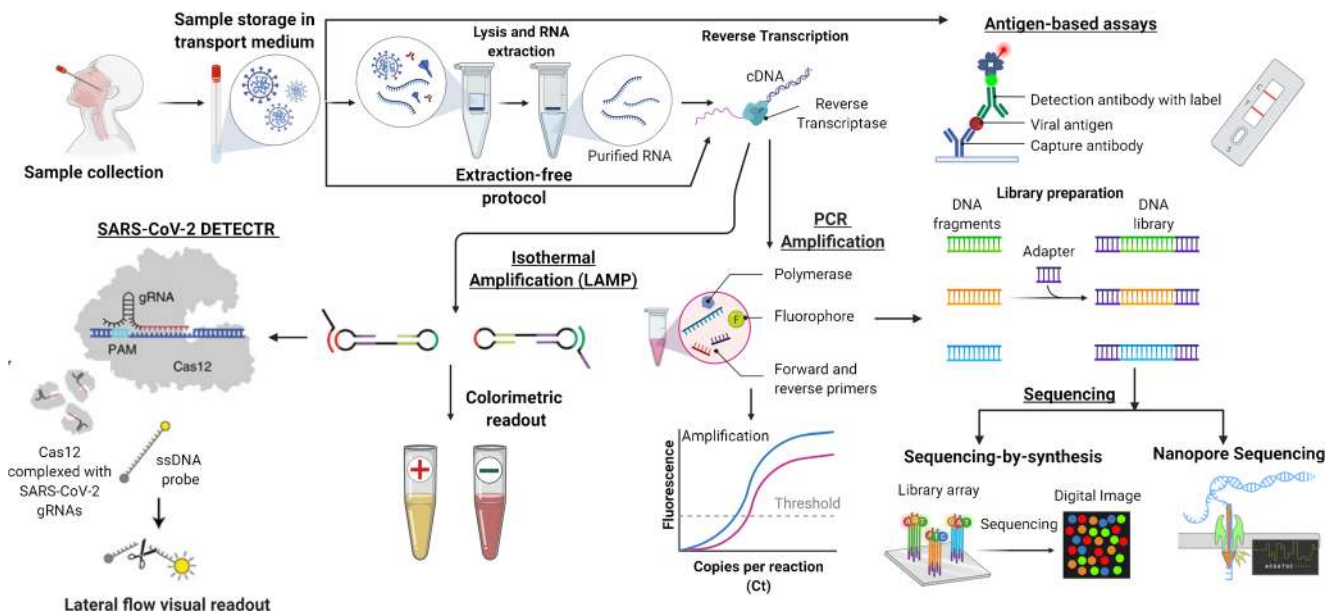 Sample storage in
transport medium
Sample collection
Lysis and RNA
extraction
Purified RNA
Extraction-free
protocol
Reverse Transcription
cDNA
Reverse
Transcriptase
Antigen-based assays
Detection antibody with label
Viral antigen
Capture antibody
C
T
S
SARS-CoV-2 DETECTR
gRNA
PAM
Cas12
Cas12
complexed with
SARS-CoV-2
gRNAs
ssDNA
probe
Lateral flow visual readout
Isothermal
Amplification (LAMP)
Colorimetric
readout
+
−
PCR
Amplification
Polymerase
Fluorophore
F
Forward and
reverse primers
Amplification
Threshold
Fluorescence
Copies per reaction
(Ct)
Library preparation
DNA
fragments
DNA
library
Adapter
Sequencing
Sequencing-by-synthesis
Library array
Sequencing
Digital Image
Nanopore Sequencing